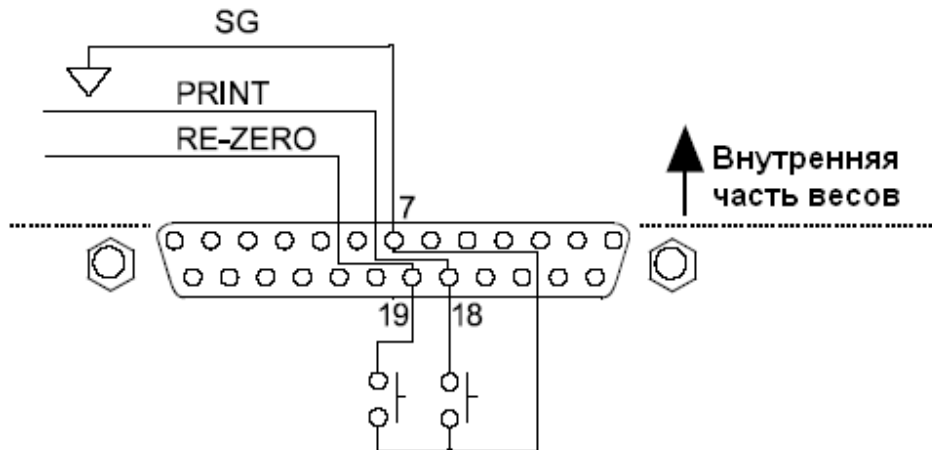 SG
PRINT
RE-ZERO
Внутренняя
часть весов
7
19
18